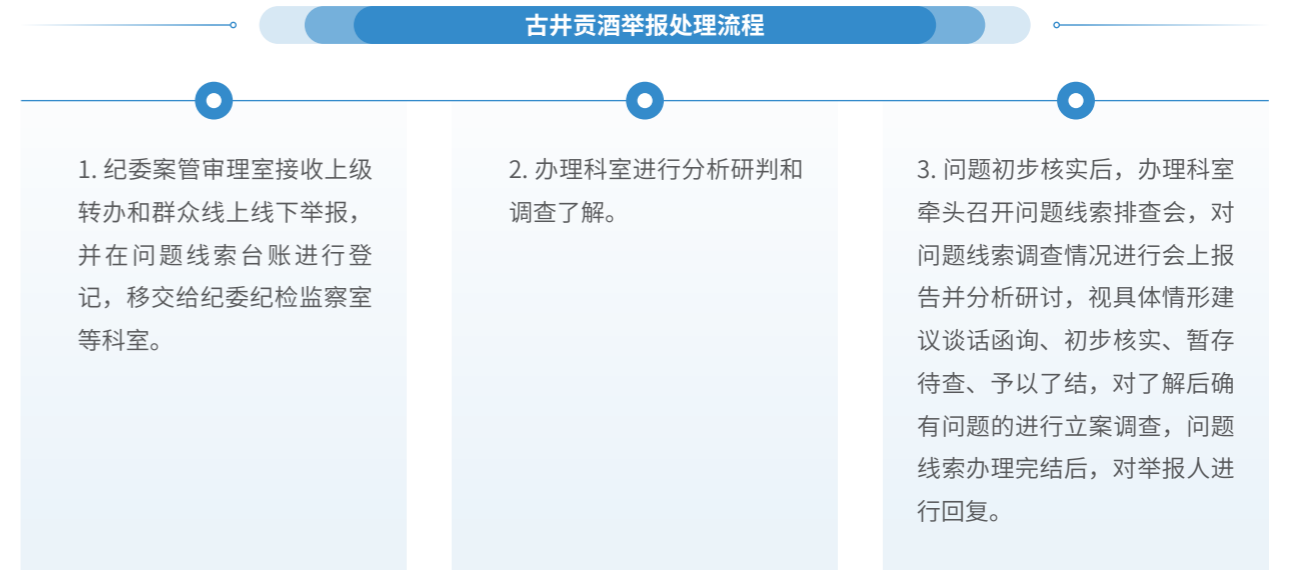 古井贡酒举报处理流程
1. 纪委案管审理室接收上级
转办和群众线上线下举报，
并在问题线索台账进行登
记，移交给纪委纪检监察室
等科室。
2. 办理科室进行分析研判和
调查了解。
3. 问题初步核实后，办理科室
牵头召开问题线索排查会，对
问题线索调查情况进行会上报
告并分析研讨，视具体情形建
议谈话函询、初步核实、暂存
待查、予以了结，对了解后确
有问题的进行立案调查，问题
线索办理完结后，对举报人进
行回复。